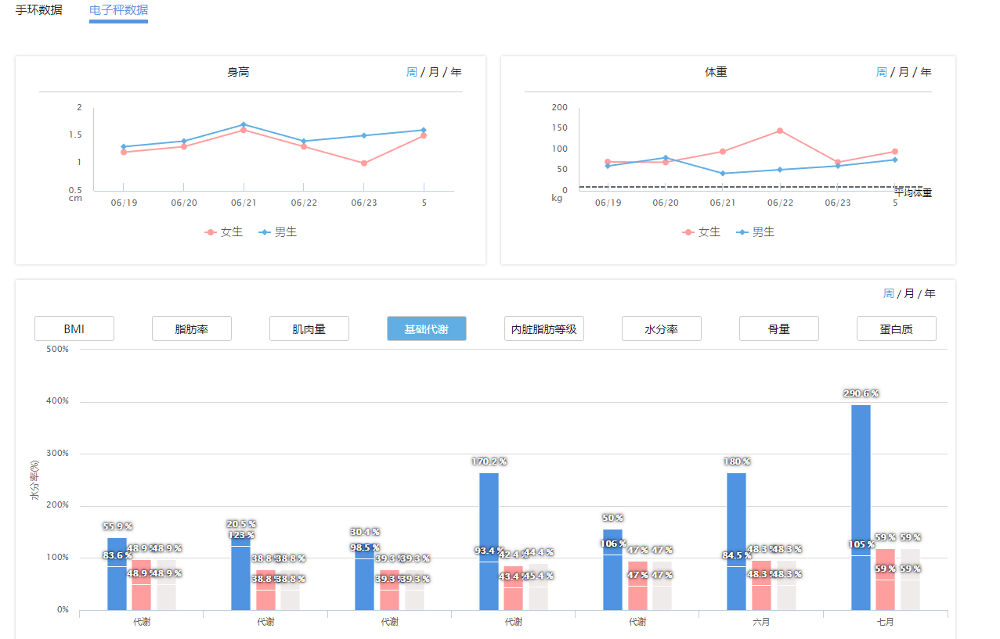 手环数据 电子秤数据
身高 周 / 月 / 年
2
1.5
1
0.5
cm
06/19 06/20 06/21 06/22 06/23 5
女生 男生
体重 周 / 月 / 年
200
150
100
50
0
kg
平均体重
06/19 06/20 06/21 06/22 06/23 5
女生 男生
周 / 月 / 年
BMI 脂肪率 肌肉量 基础代谢 内脏脂肪等级 水分率 骨量 蛋白质
水分率(%)
500%
400%
300%
200%
100%
0%
55.9 % 83.6 % 48.9 % 48.9 % 48.9 % 48.9 %
20.5 % 123 % 38.8 % 38.8 % 38.8 % 38.8 %
30.4 % 98.5 % 39.3 % 39.3 % 39.3 % 39.3 %
170.2 % 93.4 % 42.4 % 44.4 % 43.4 % 45.4 %
50 % 106 % 47 % 47 % 47 % 47 %
180 % 84.5 % 48.3 % 48.3 % 48.3 % 48.3 %
290.6 % 105 % 59 % 59 % 59 % 59 %
代谢 代谢 代谢 代谢 代谢 六月 七月